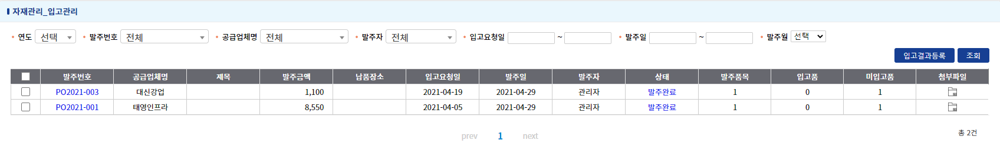 자재관리_입고관리
연도 선택 발주번호 전체 공급업체명 전체 발주자 전체 입고요청일 ~ 발주일 ~ 발주월 선택
입고결과등록 조회
발주번호 공급업체명 제목 발주금액 납품장소 입고요청일 발주일 발주자 상태 발주품목 입고품 미입고품 첨부파일
PO2021-003 대신강업 1,100 2021-04-19 2021-04-29 관리자 발주완료 1 0 1
PO2021-001 태영인프라 8,550 2021-04-05 2021-04-29 관리자 발주완료 1 0 1
prev 1 next 총 2건